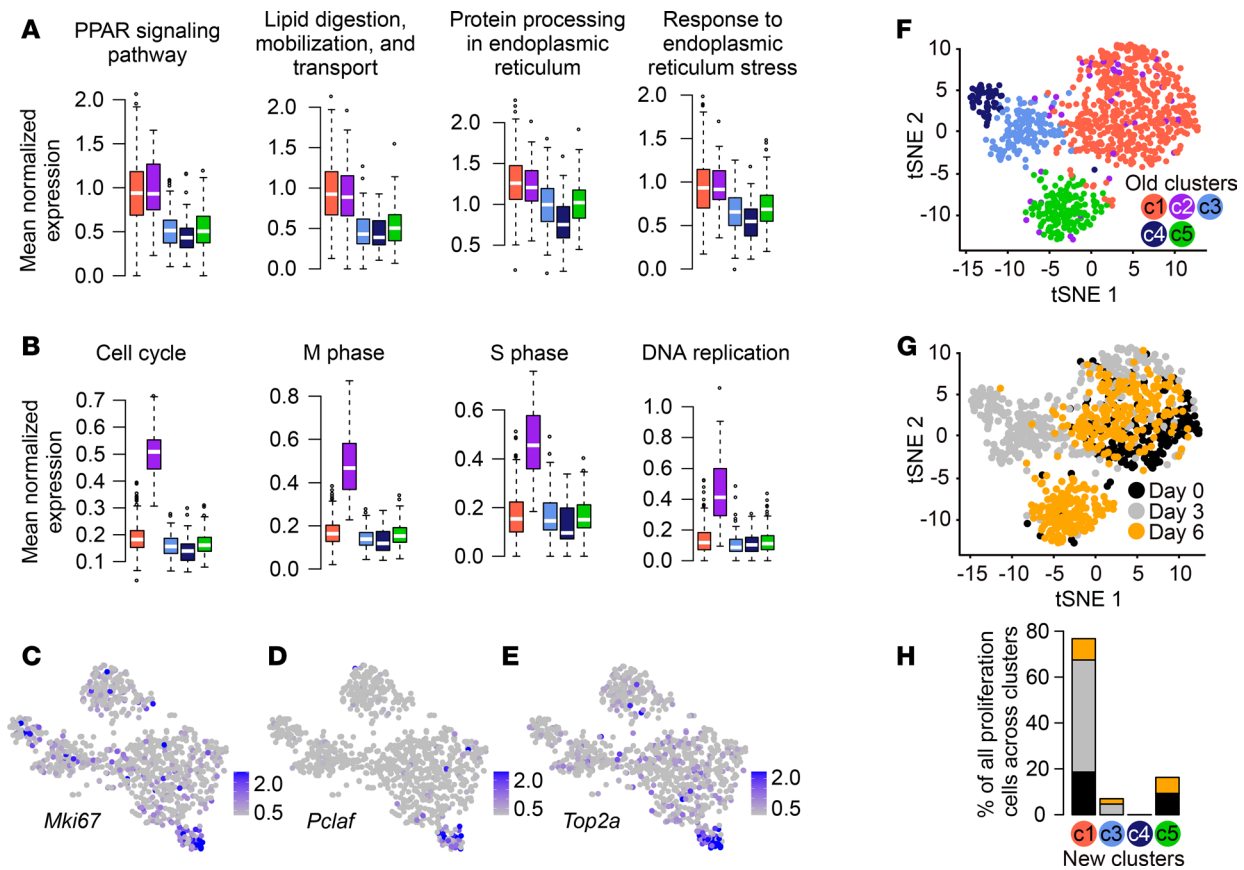 A
PPAR signaling
pathway
Lipid digestion,
mobilization, and
transport
Protein processing
in endoplasmic
reticulum
Response to
endoplasmic
reticulum stress
Mean normalized
expression
2.0
1.5
1.0
0.5
0.0
2.0
1.5
1.0
0.5
0.0
2.0
1.5
1.0
0.5
2.0
1.5
1.0
0.5
0.0
B
Cell cycle
M phase
S phase
DNA replication
Mean normalized
expression
0.7
0.6
0.5
0.4
0.3
0.2
0.1
0.8
0.6
0.4
0.2
0.0
0.6
0.4
0.2
0.0
1.0
0.8
0.6
0.4
0.2
0.0
C
2.0
0.5
Mki67
D
2.0
0.5
Pclaf
E
2.0
0.5
Top2a
F
tSNE 2
10
5
0
-5
-10
Old clusters
c1 c2 c3
c4 c5
-15 -10 -5 0 5 10
tSNE 1
G
tSNE 2
10
5
0
-5
-10
Day 0
Day 3
Day 6
-15 -10 -5 0 5 10
tSNE 1
H
% of all proliferation
cells across clusters
80
60
40
20
0
c1 c3 c4 c5
New clusters